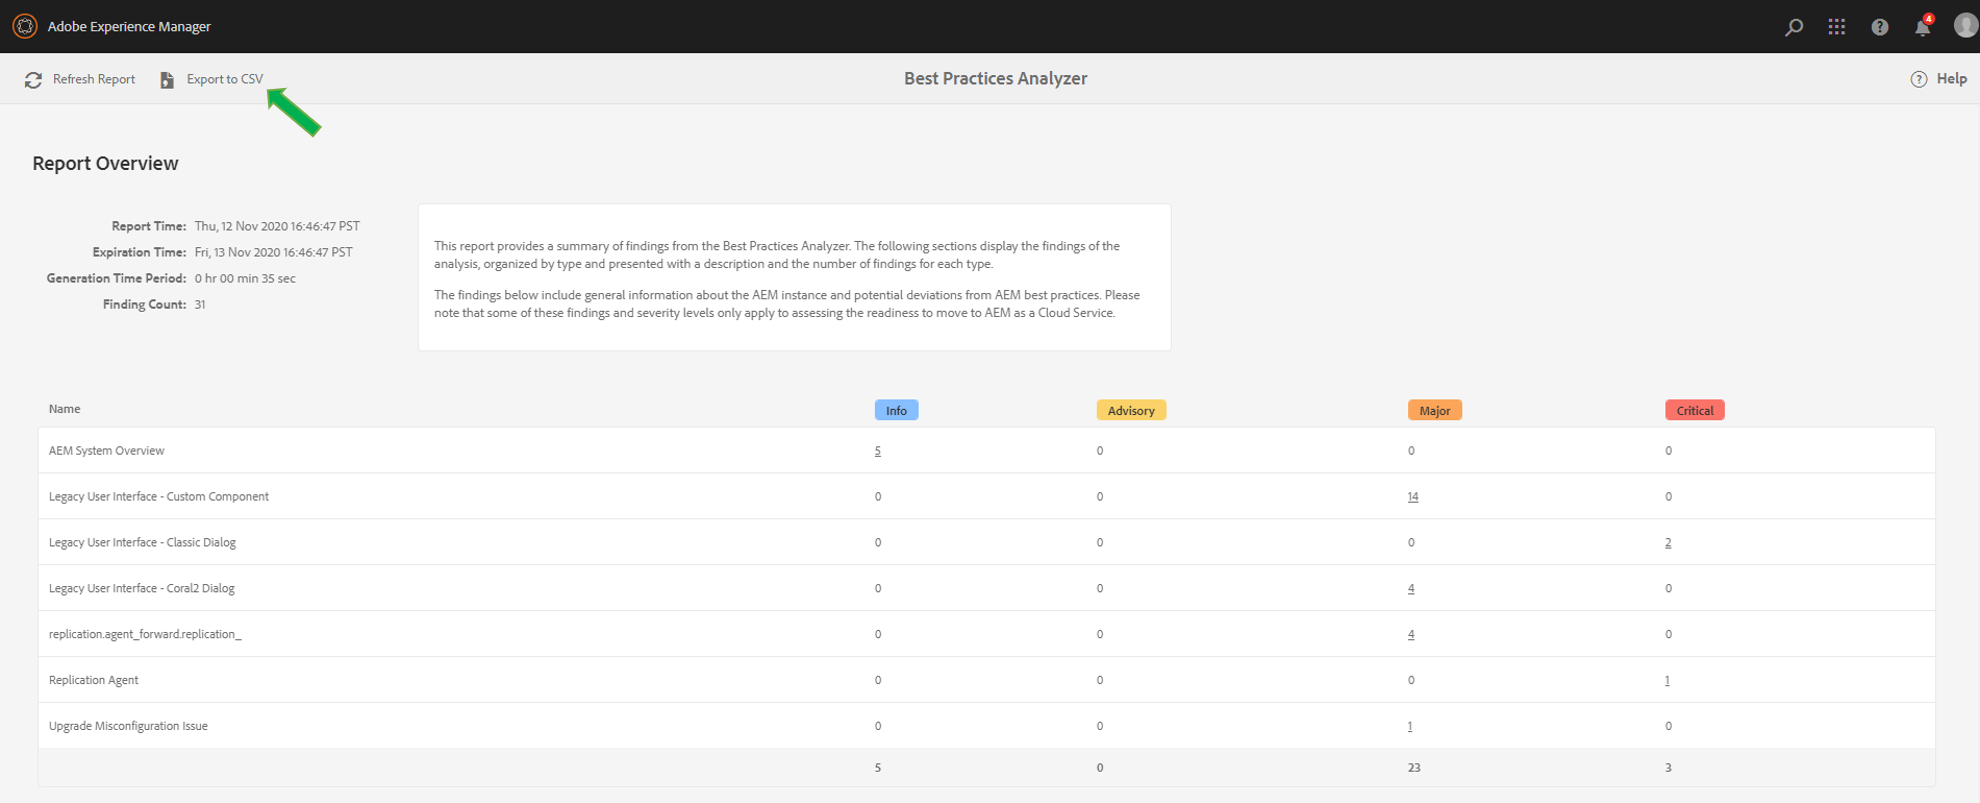 Adobe Experience Manager
4
Refresh Report
Export to CSV
Best Practices Analyzer
Help
Report Overview
Report Time: Thu, 12 Nov 2020 16:46:47 PST
Expiration Time: Fri, 13 Nov 2020 16:46:47 PST
Generation Time Period: 0 hr 00 min 35 sec
Finding Count: 31
This report provides a summary of findings from the Best Practices Analyzer. The following sections display the findings of the
analysis, organized by type and presented with a description and the number of findings for each type.
The findings below include general information about the AEM instance and potential deviations from AEM best practices. Please
note that some of these findings and severity levels only apply to assessing the readiness to move to AEM as a Cloud Service.
Name Info Advisory Major Critical
AEM System Overview 5 0 0 0
Legacy User Interface - Custom Component 0 0 14 0
Legacy User Interface - Classic Dialog 0 0 0 2
Legacy User Interface - Coral2 Dialog 0 0 4 0
replication.agent_forward.replication_ 0 0 4 0
Replication Agent 0 0 0 1
Upgrade Misconfiguration Issue 0 0 1 0
5 0 23 3